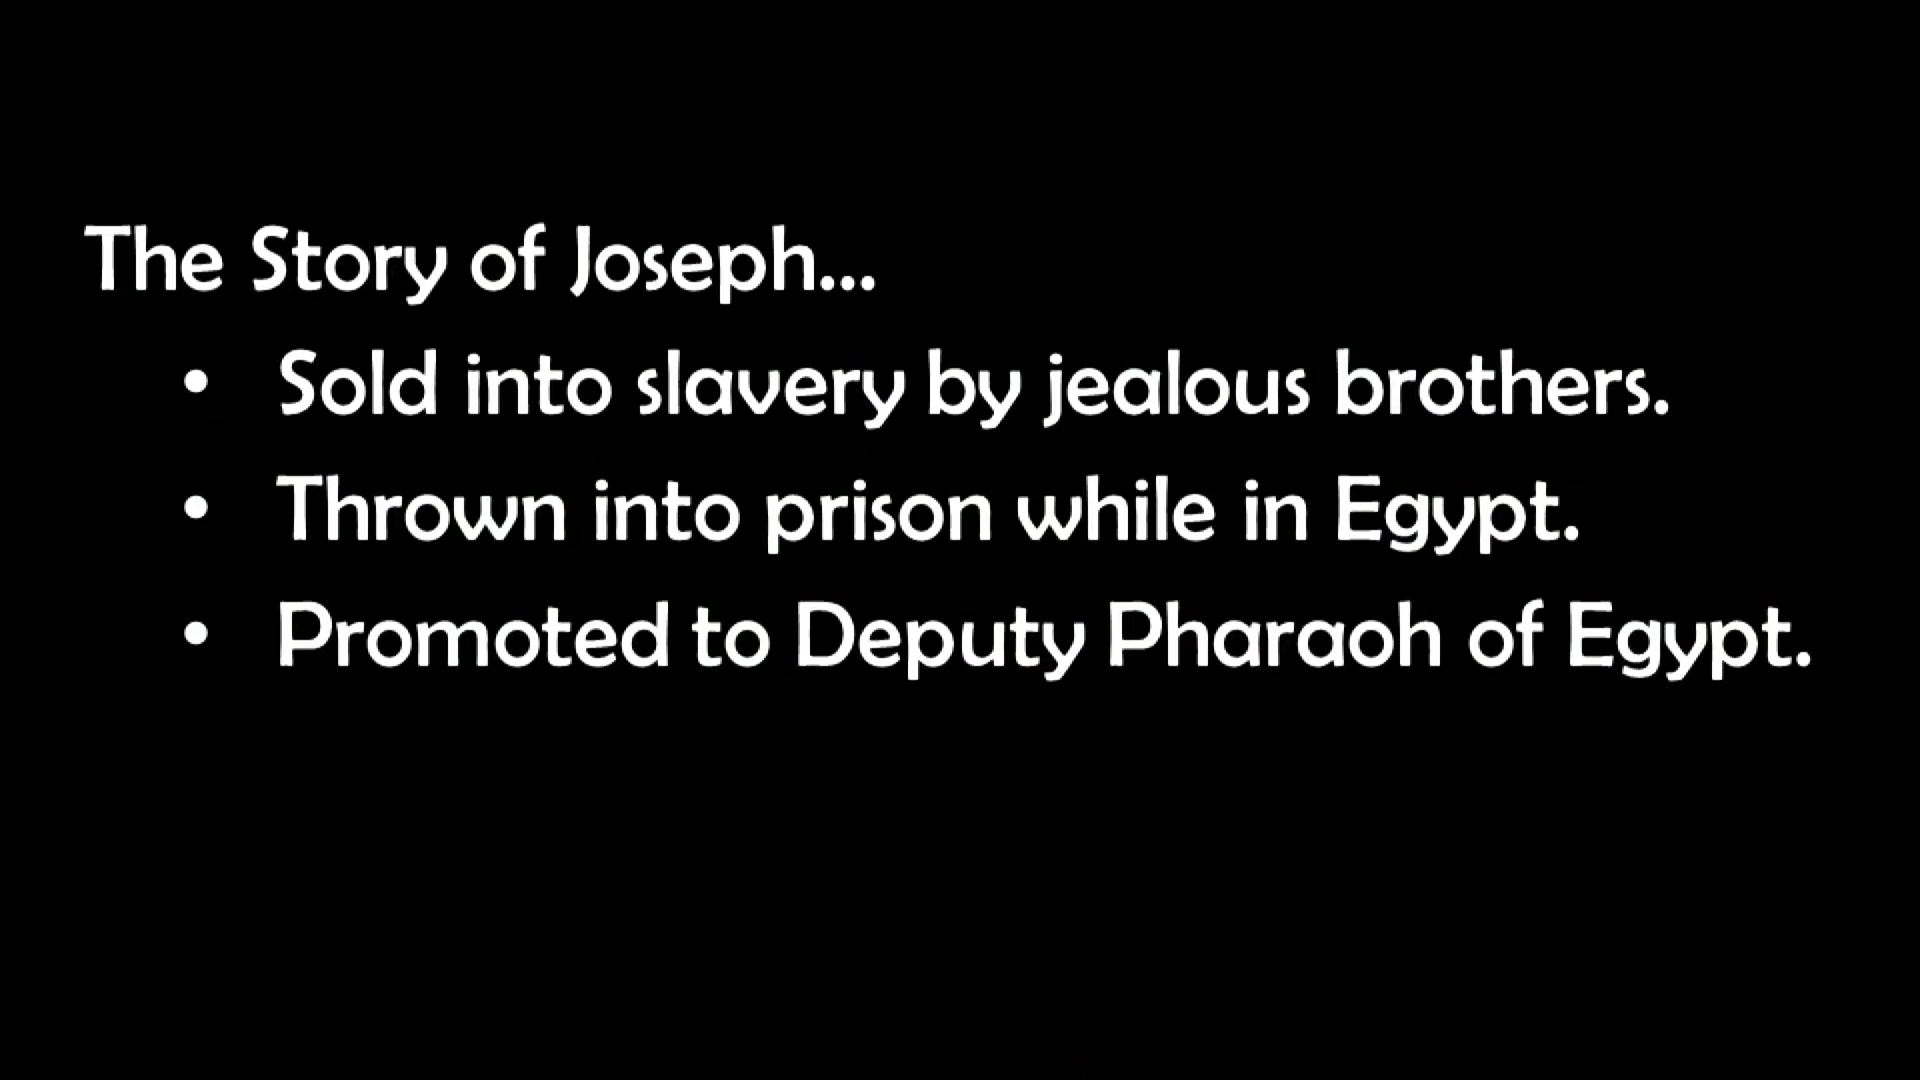 The Story of Joseph...
• Sold into slavery by jealous brothers.
• Thrown into prison while in Egypt.
• Promoted to Deputy Pharaoh of Egypt.